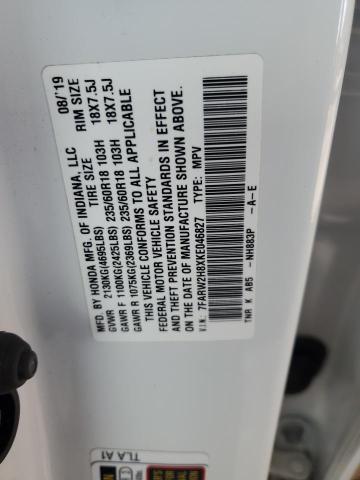 MFD. BY HONDA MFG. OF INDIANA, LLC 08/'19
TIRE SIZE RIM SIZE
GVWR 2130KG(4695LBS)
GAWR F 1100KG(2425LBS) 235/60R18 103H 18X7.5J
GAWR R 1075KG(2369LBS) 235/60R18 103H 18X7.5J
THIS VEHICLE CONFORMS TO ALL APPLICABLE
FEDERAL MOTOR VEHICLE SAFETY
AND THEFT PREVENTION STANDARDS IN EFFECT
ON THE DATE OF MANUFACTURE SHOWN ABOVE.
V.I.N.: 7FARW2H8XKE046827 TYPE: MPV
TNR K AB5 -NH883P -A-E
TLA A1